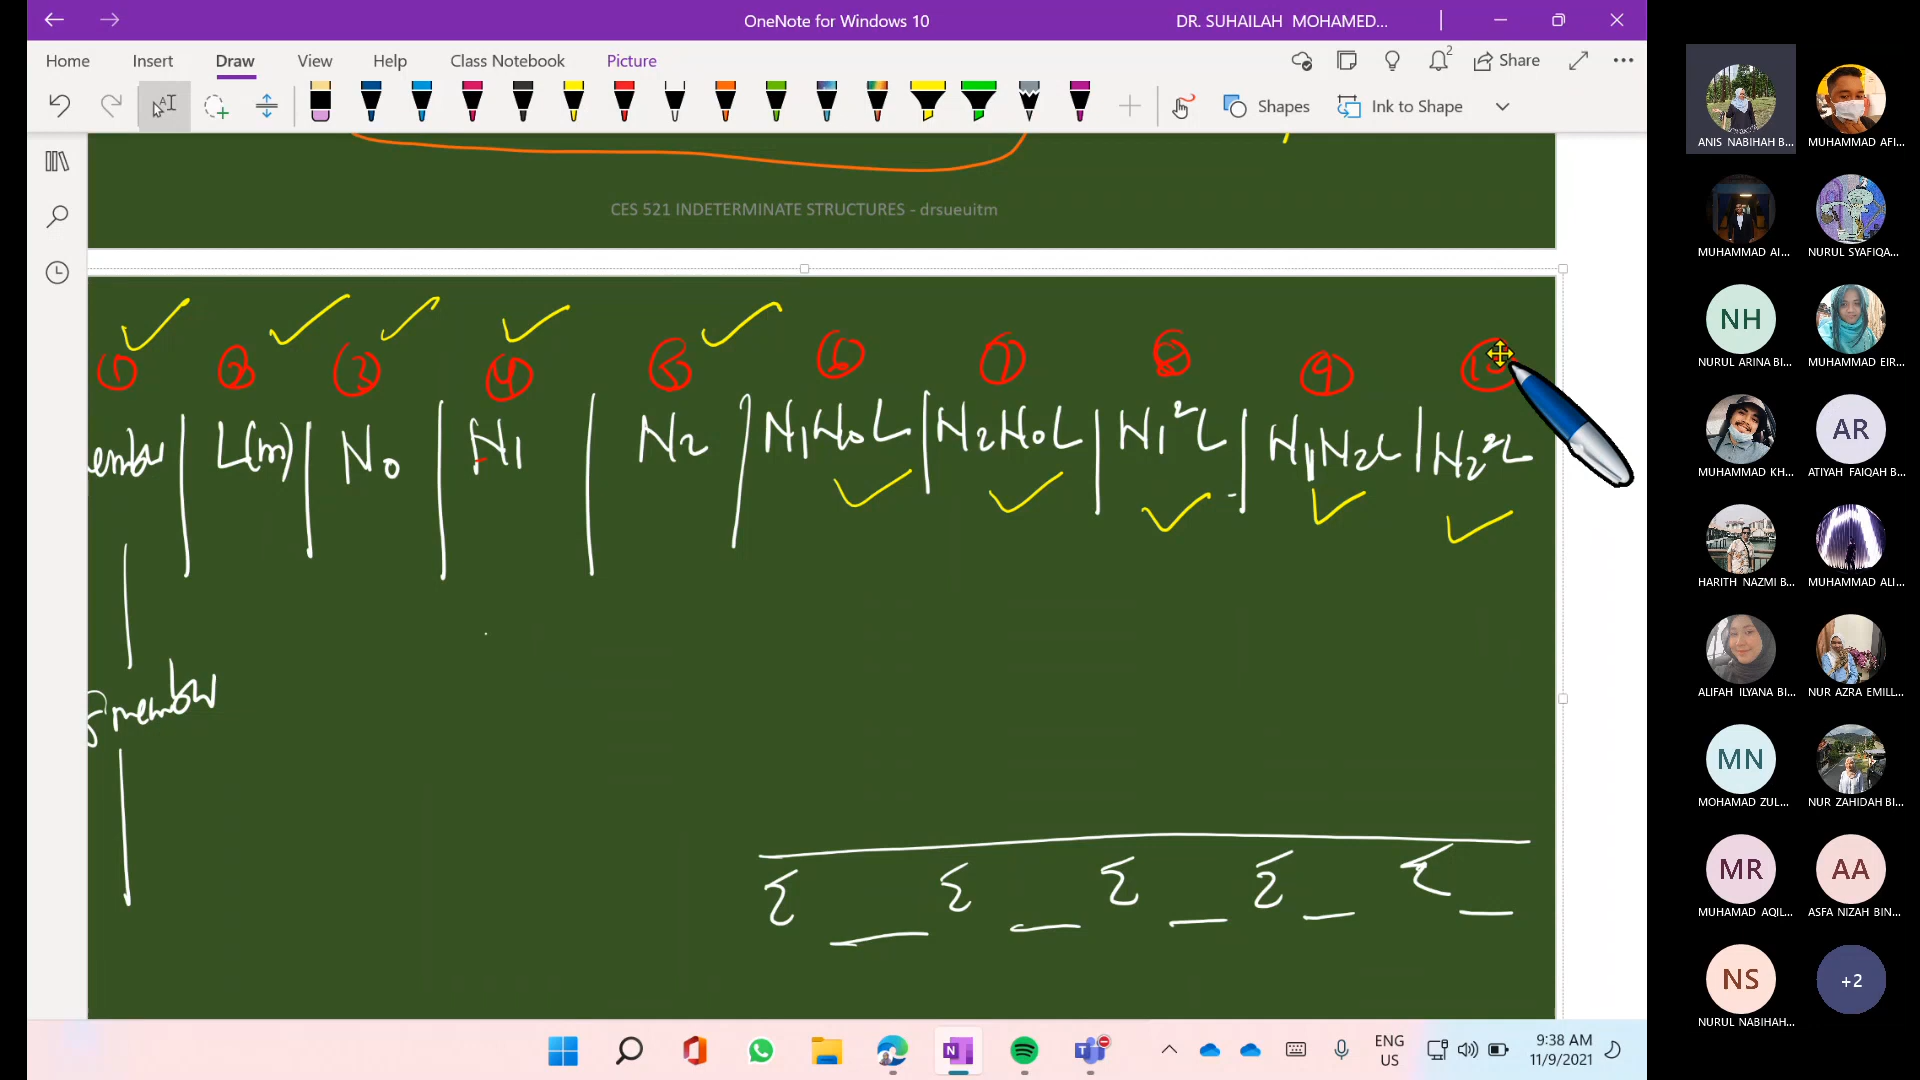 OneNote for Windows 10
DR. SUHAILAH MOHAMED...
Home Insert Draw View Help Class Notebook Picture
2
Share
Shapes
Ink to Shape
CES 521 INDETERMINATE STRUCTURES - drsueuitm
1 2 3 4 5 6 7 8 9 10
ember L(m) N0 N1 N2 N1N0L N2N0L N1²L N1N2L N2²L
member
Σ Σ Σ Σ Σ
ANIS NABIHAH B...
MUHAMMAD AFI...
MUHAMMAD AI...
NURUL SYAFIQA...
NH
NURUL ARINA BI...
MUHAMMAD EIR...
MUHAMMAD KH...
AR
ATIYAH FAIQAH B...
HARITH NAZMI B...
MUHAMMAD ALI...
ALIFAH ILYANA BI...
NUR AZRA EMILL...
MN
MOHAMAD ZUL...
NUR ZAHIDAH BI...
MR
MUHAMAD AQIL...
AA
ASFA NIZAH BIN...
NS
NURUL NABIHAH...
+2
ENG
US
9:38 AM
11/9/2021